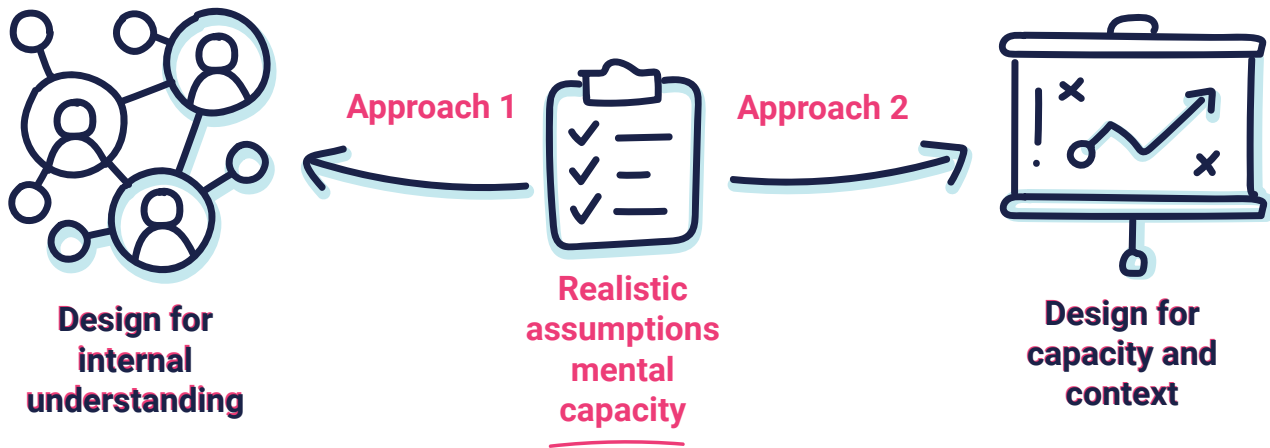 Approach 1
Approach 2
Realistic
assumptions
mental
capacity
Design for
internal
understanding
Design for
capacity and
context